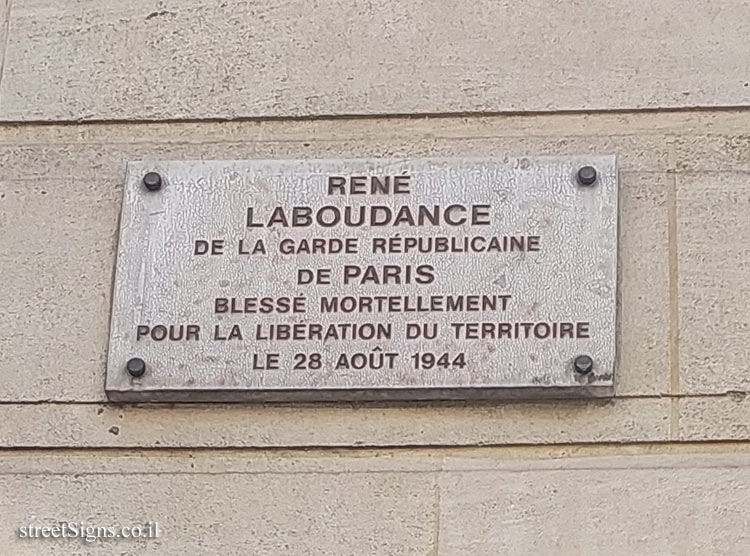 RENÉ
LABOUDANCE
DE LA GARDE RÉPUBLICAINE
DE PARIS
BLESSÉ MORTELLEMENT
POUR LA LIBÉRATION DU TERRITOIRE
LE 28 AOÛT 1944
streetSigns.co.il